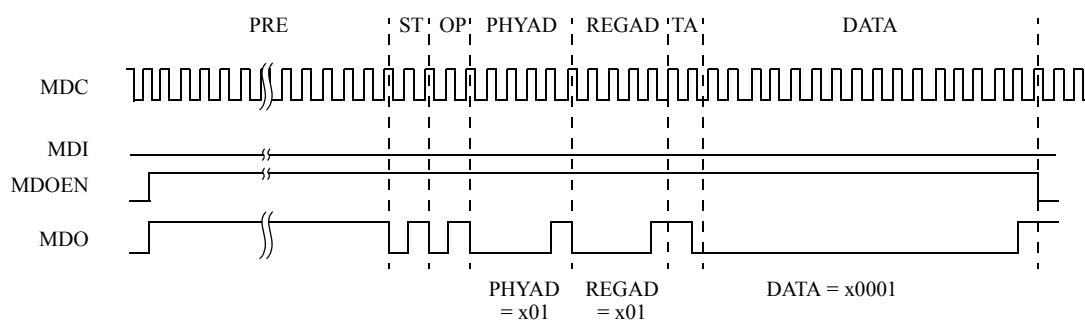 PRE ST OP PHYAD REGAD TA DATA
MDC
MDI
MDOEN
MDO
PHYAD REGAD DATA = x0001
= x01 = x01